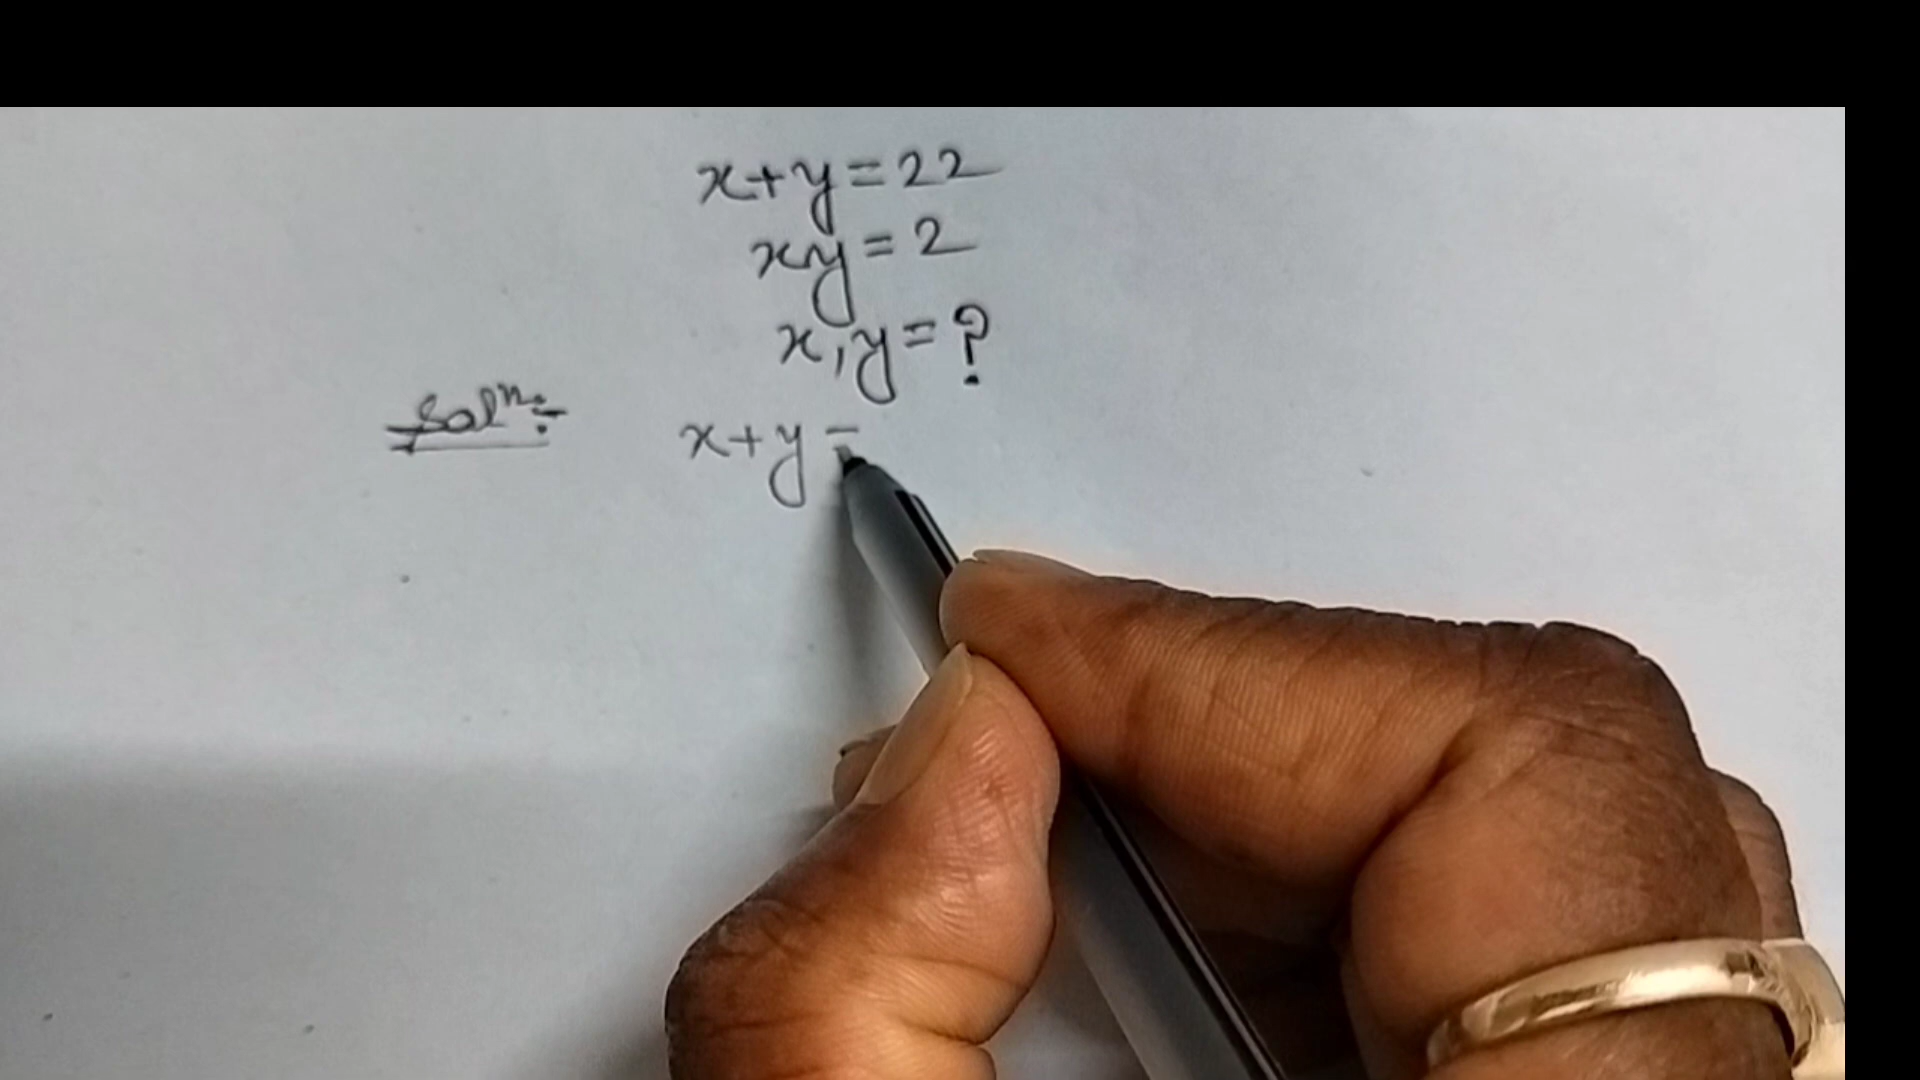 x+y=22
xy=2
x,y=?
Solⁿ:-
x+y=